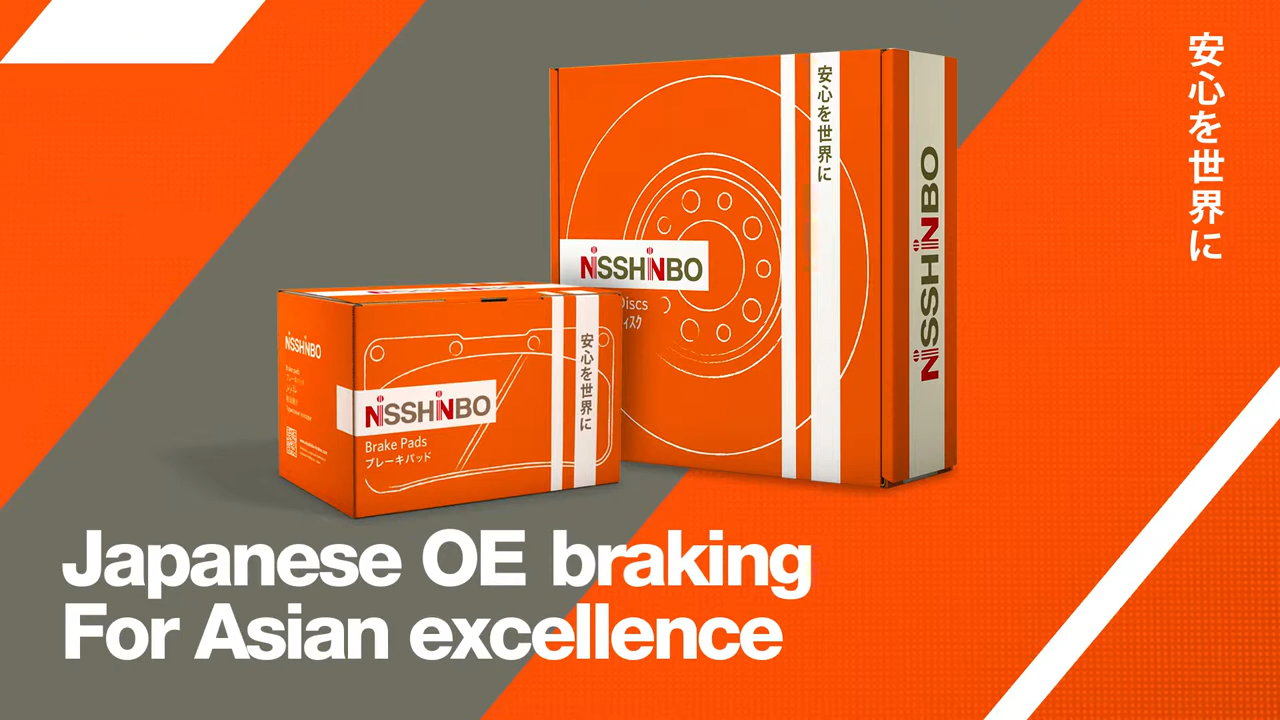 安心を世界に
安心を世界に
NISSHINBO
NISSHINBO
Discs
NISSHINBO
Brake pads
安心を世界に
NISSHINBO
Brake Pads
ブレーキパッド
Japanese OE braking
For Asian excellence